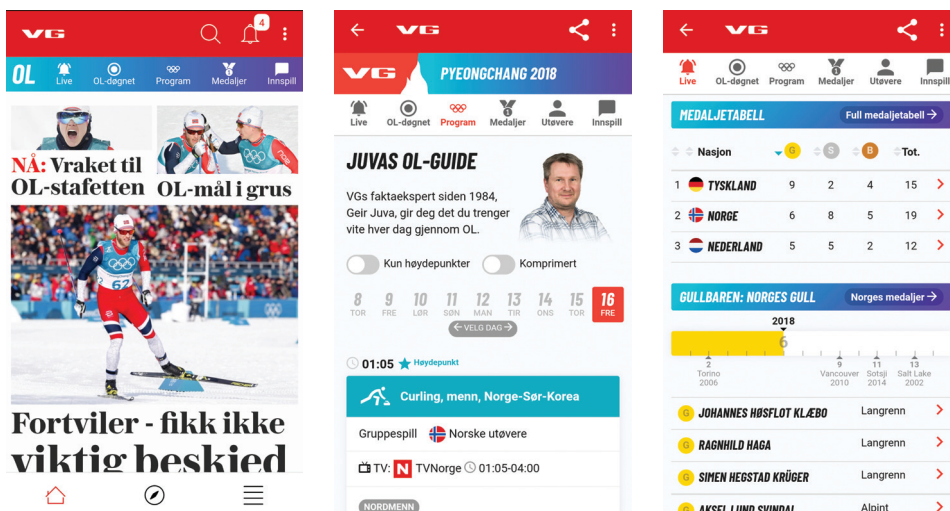 VG
4
OL
Live
OL-døgnet
Program
Medaljer
Innspill
NÅ: Vraket til
OL-stafetten
OL-mål i grus
62
Fortviler - fikk ikke
viktig beskjed
VG
VG
PYEONGCHANG 2018
Live
OL-døgnet
Program
Medaljer
Utøvere
Innspill
JUVAS OL-GUIDE
VGs faktaekspert siden 1984,
Geir Juva, gir deg det du trenger
vite hver dag gjennom OL.
Kun høydepunkter
Komprimert
8 9 10 11 12 13 14 15 16
TOR FRE LØR SØN MAN TIR ONS TOR FRE
← VELG DAG →
01:05 Høydepunkt
Curling, menn, Norge-Sør-Korea
Gruppespill Norske utøvere
TV: N TVNorge 01:05-04:00
NORDMENN
VG
Live
OL-døgnet
Program
Medaljer
Utøvere
Innspill
MEDALJETABELL Full medaljetabell →
Nasjon G S B Tot.
1 TYSKLAND 9 2 4 15
2 NORGE 6 8 5 19
3 NEDERLAND 5 5 2 12
GULLBAREN: NORGES GULL Norges medaljer →
2018
6
2 9 11 13
Torino Vancouver Sotsji Salt Lake
2006 2010 2014 2002
G JOHANNES HØSFLOT KLÆBO Langrenn
G RAGNHILD HAGA Langrenn
G SIMEN HEGSTAD KRÜGER Langrenn
G AKSEL LUND SVINDAL Alpint